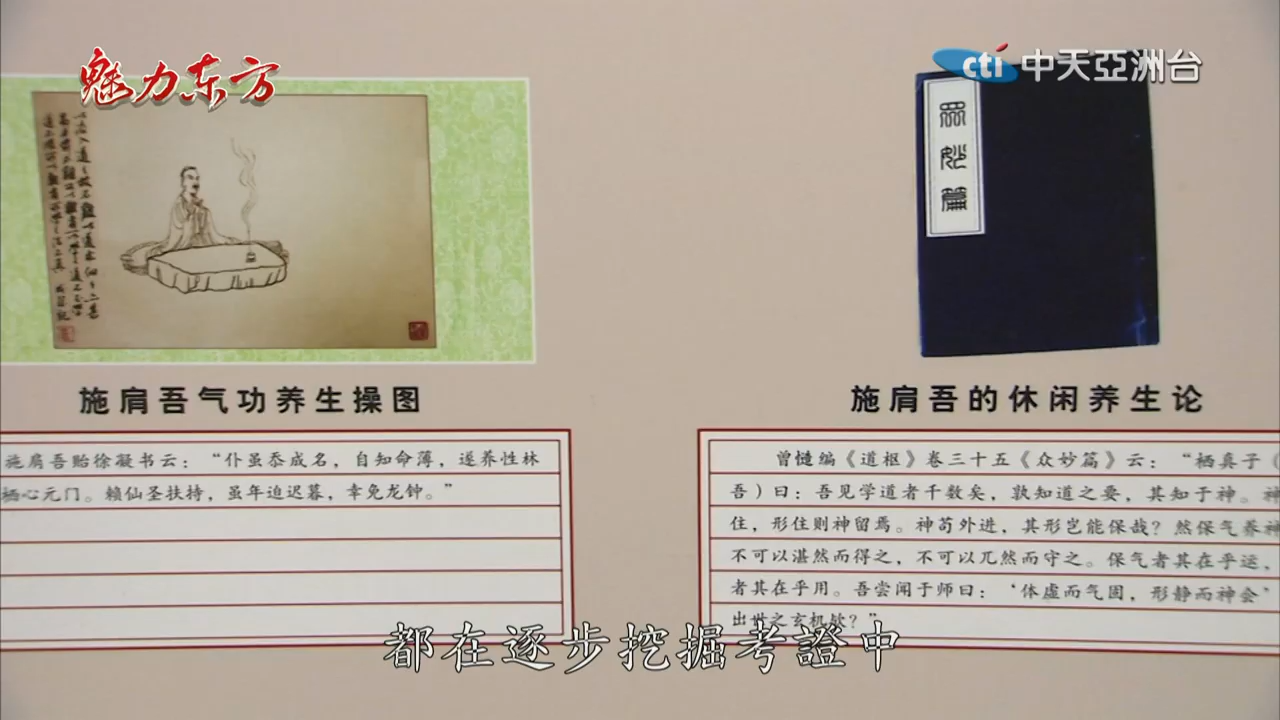 魅力东方
cti 中天亞洲台
众妙篇
施肩吾气功养生操图
施肩吾的休闲养生论
施肩吾贻徐凝书云：“仆虽忝成名，自知命薄，遂养性林
栖心元门。赖仙圣扶持，虽年迫迟暮，幸免龙钟。”
曾慥编《道枢》卷三十五《众妙篇》云：“栖真子（
吾）曰：吾见学道者千数矣，孰知道之要，其知于神。神
住，形住则神留焉。神苟外进，其形岂能保哉？然保气养神
不可以湛然而得之，不可以兀然而守之。保气者其在乎运，
者其在乎用。吾尝闻于师曰：‘体虚而气固，形静而神会’
出世之玄机欤？”
都在逐步挖掘考證中